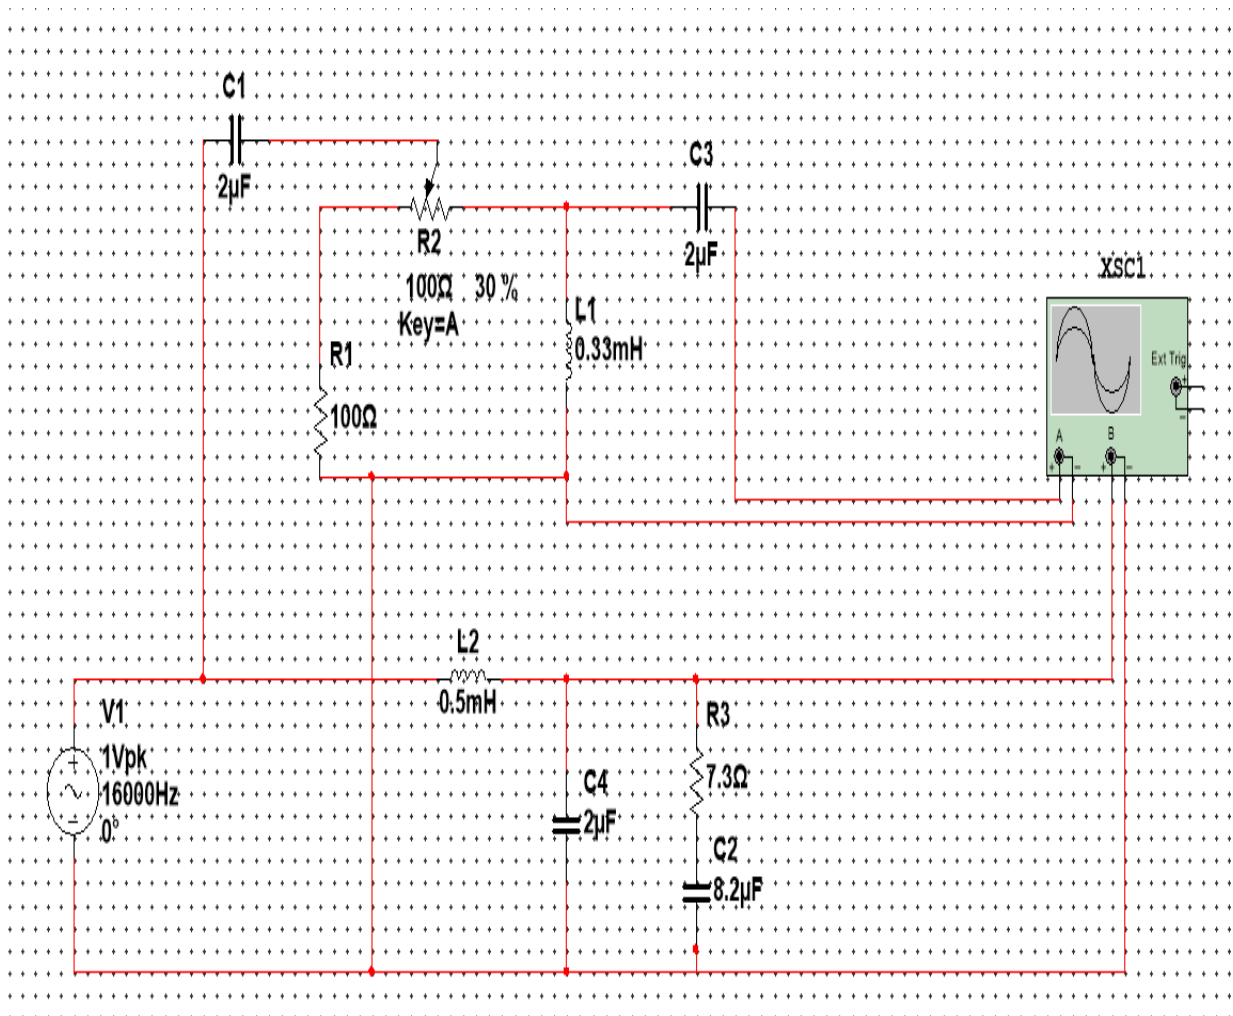 C1
2µF
C3
2µF
R2
100Ω 30 %
Key=A
L1
0.33mH
R1
100Ω
XSC1
Ext Trig
+
−
A
B
+
−
+
−
L2
0.5mH
V1
1Vpk
16000Hz
0°
+
−
R3
7.3Ω
C4
2µF
C2
8.2µF